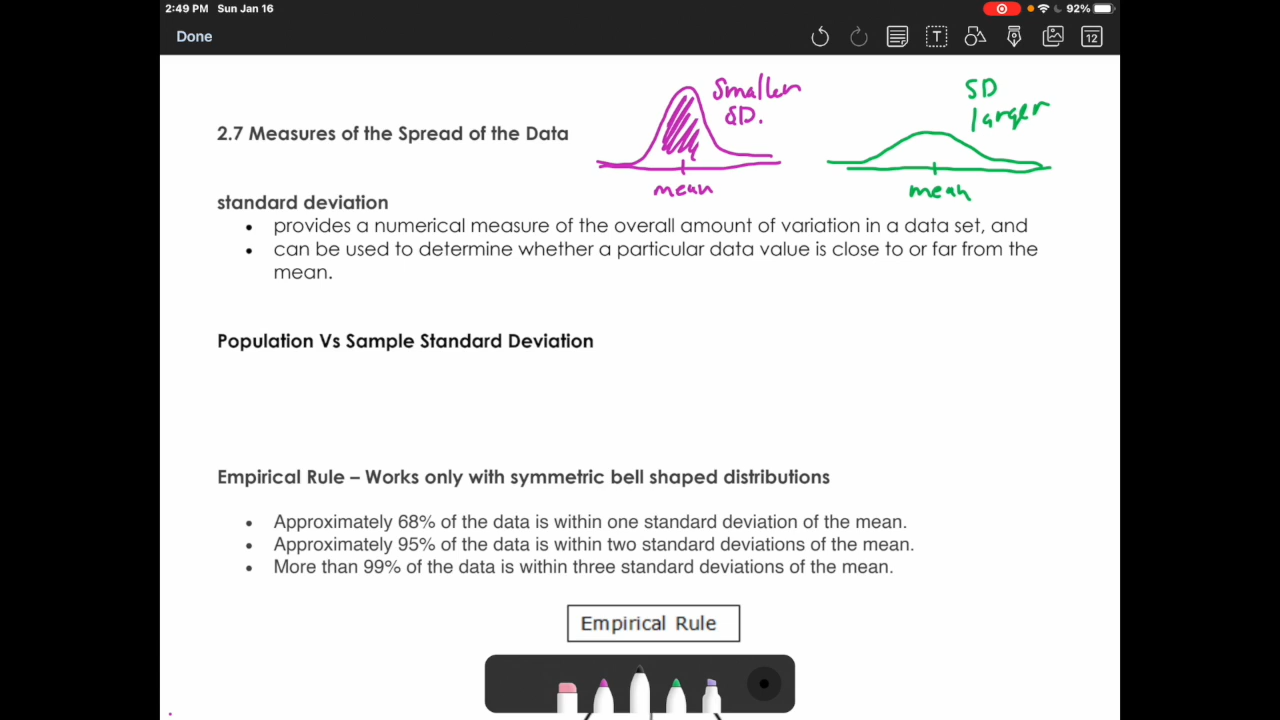 2:49 PM Sun Jan 16
92%
Done
T
12
Smaller
SD.
mean
SD
larger
mean
2.7 Measures of the Spread of the Data
standard deviation
• provides a numerical measure of the overall amount of variation in a data set, and
• can be used to determine whether a particular data value is close to or far from the
mean.
Population Vs Sample Standard Deviation
Empirical Rule – Works only with symmetric bell shaped distributions
• Approximately 68% of the data is within one standard deviation of the mean.
• Approximately 95% of the data is within two standard deviations of the mean.
• More than 99% of the data is within three standard deviations of the mean.
Empirical Rule